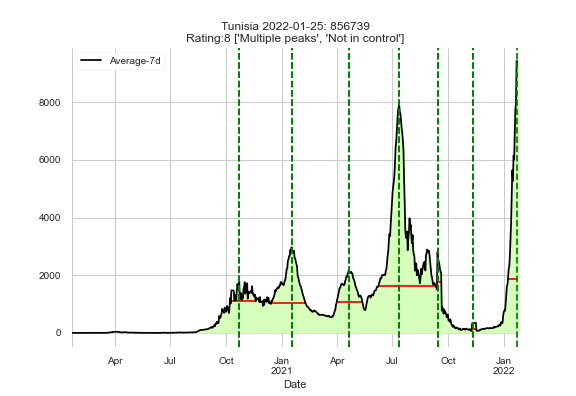 Tunisia 2022-01-25: 856739
Rating:8 ['Multiple peaks', 'Not in control']
Average-7d
8000
6000
4000
2000
0
Apr Jul Oct Jan Apr Jul Oct Jan
2021 2022
Date